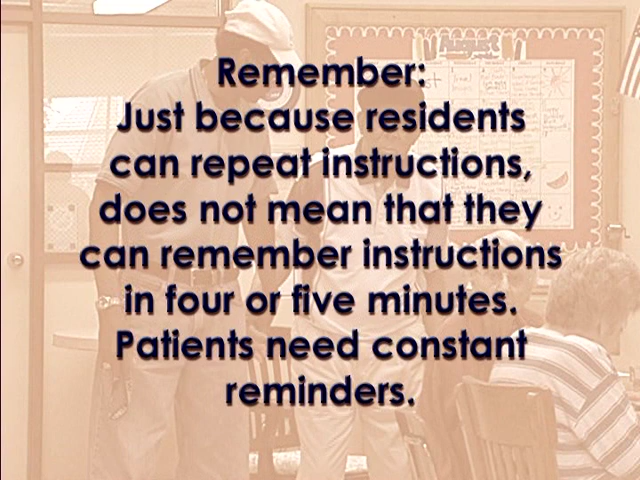 August
Remember:
Just because residents
can repeat instructions,
does not mean that they
can remember instructions
in four or five minutes.
Patients need constant
reminders.